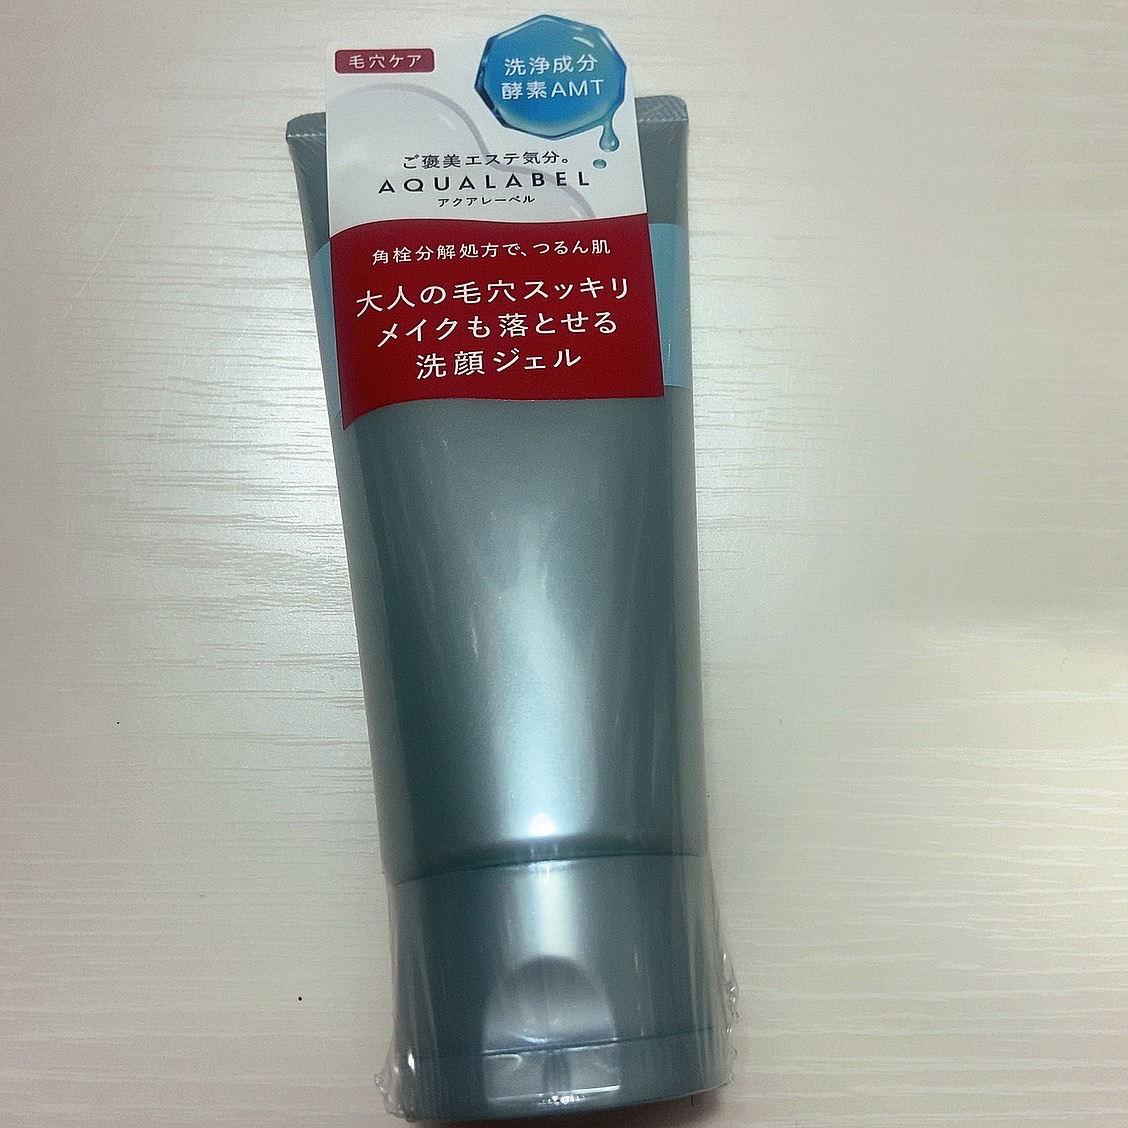 毛穴ケア
洗浄成分
酵素AMT
ご褒美エステ気分。
AQUALABEL
アクアレーベル
角栓分解処方で、つるん肌
大人の毛穴スッキリ
メイクも落とせる
洗顔ジェル